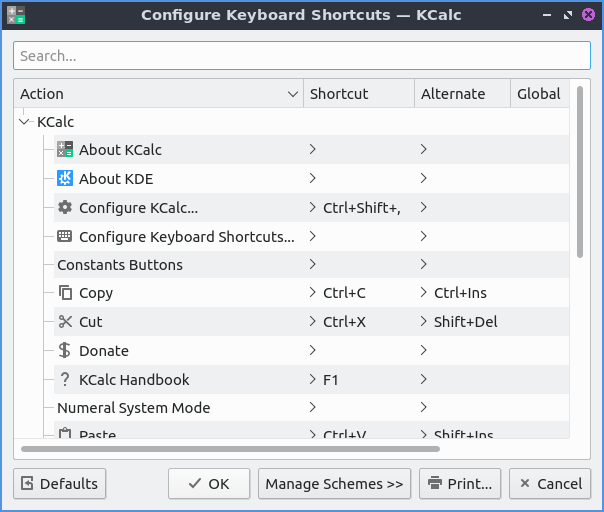 Configure Keyboard Shortcuts — KCalc
Search...
Action Shortcut Alternate Global
KCalc
About KCalc
About KDE
Configure KCalc... Ctrl+Shift+,
Configure Keyboard Shortcuts...
Constants Buttons
Copy Ctrl+C Ctrl+Ins
Cut Ctrl+X Shift+Del
Donate
KCalc Handbook F1
Numeral System Mode
Paste Ctrl+V Shift+Ins
Defaults OK Manage Schemes >> Print... Cancel